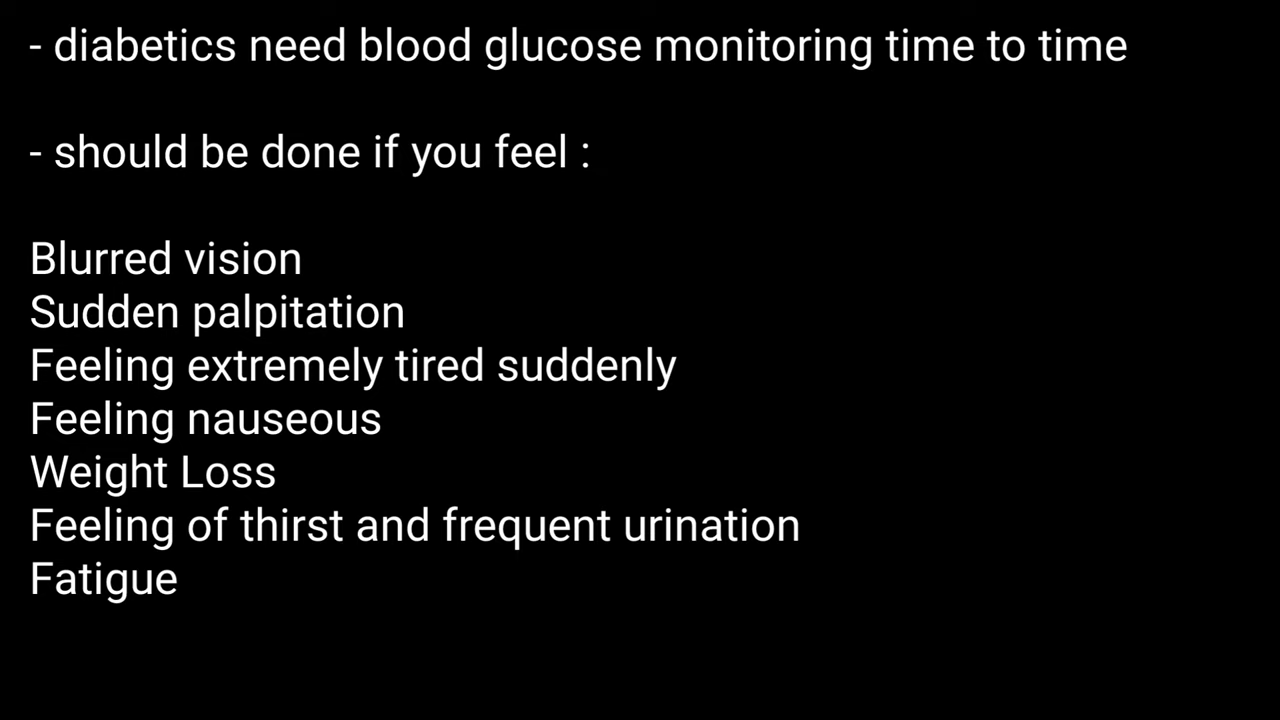 - diabetics need blood glucose monitoring time to time
- should be done if you feel :
Blurred vision
Sudden palpitation
Feeling extremely tired suddenly
Feeling nauseous
Weight Loss
Feeling of thirst and frequent urination
Fatigue